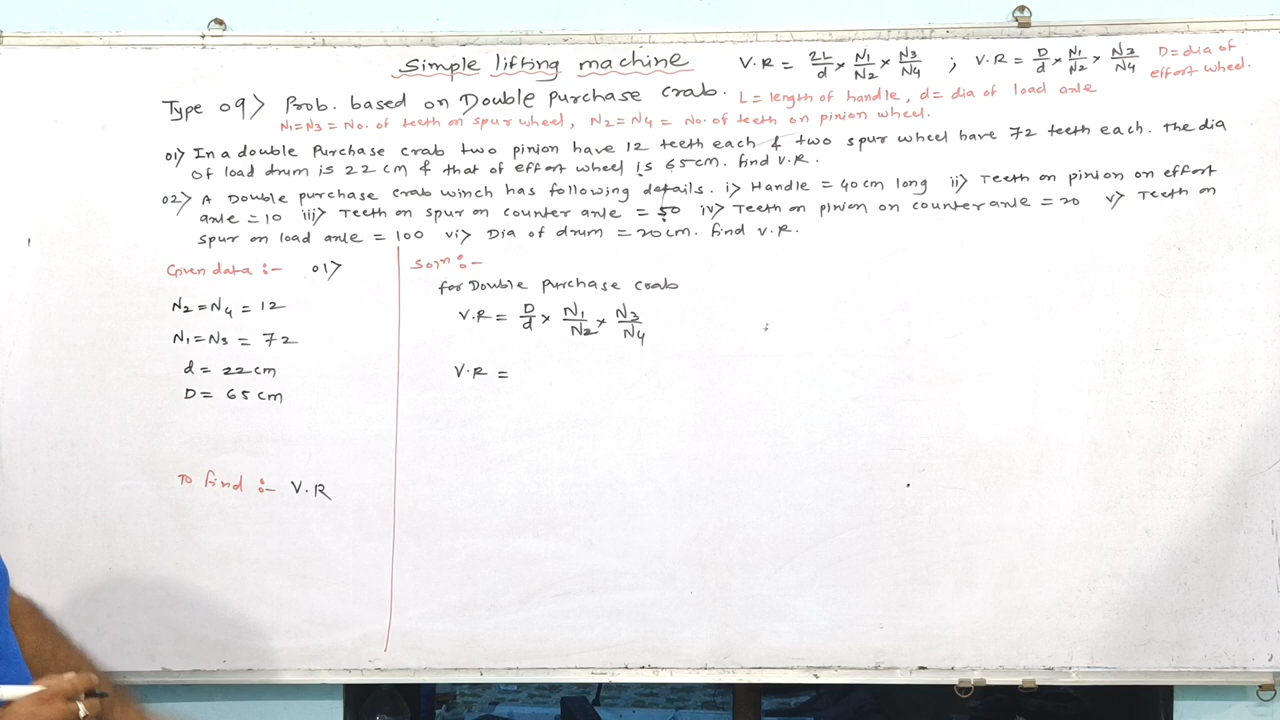 Simple lifting machine
V.R = 2L/d × N1/N2 × N3/N4 ; V.R = D/d × N1/N2 × N3/N4
D = dia of effort wheel.
Type 09> Prob. based on Double purchase crab.
L = length of handle, d = dia of load axle
N1 = N3 = No. of teeth on spur wheel, N2 = N4 = No. of teeth on pinion wheel.
01> In a double Purchase crab two pinion have 12 teeth each & two spur wheel have 72 teeth each. The dia
of load drum is 22 cm & that of effort wheel is 65cm. find V.R.
02> A Double purchase crab winch has following details. i> Handle = 40 cm long ii> Teeth on pinion on effort
axle = 10 iii> Teeth on spur on counter axle = 50 iv> Teeth on pinion on counter axle = 20 v> Teeth on
spur on load axle = 100 vi> Dia of drum = 20cm. find V.R.
Given data :- 01>
N2 = N4 = 12
N1 = N3 = 72
d = 22cm
D = 65 cm
To find :- V.R
Soln :-
for Double purchase crab
V.R = D/d × N1/N2 × N3/N4
V.R =